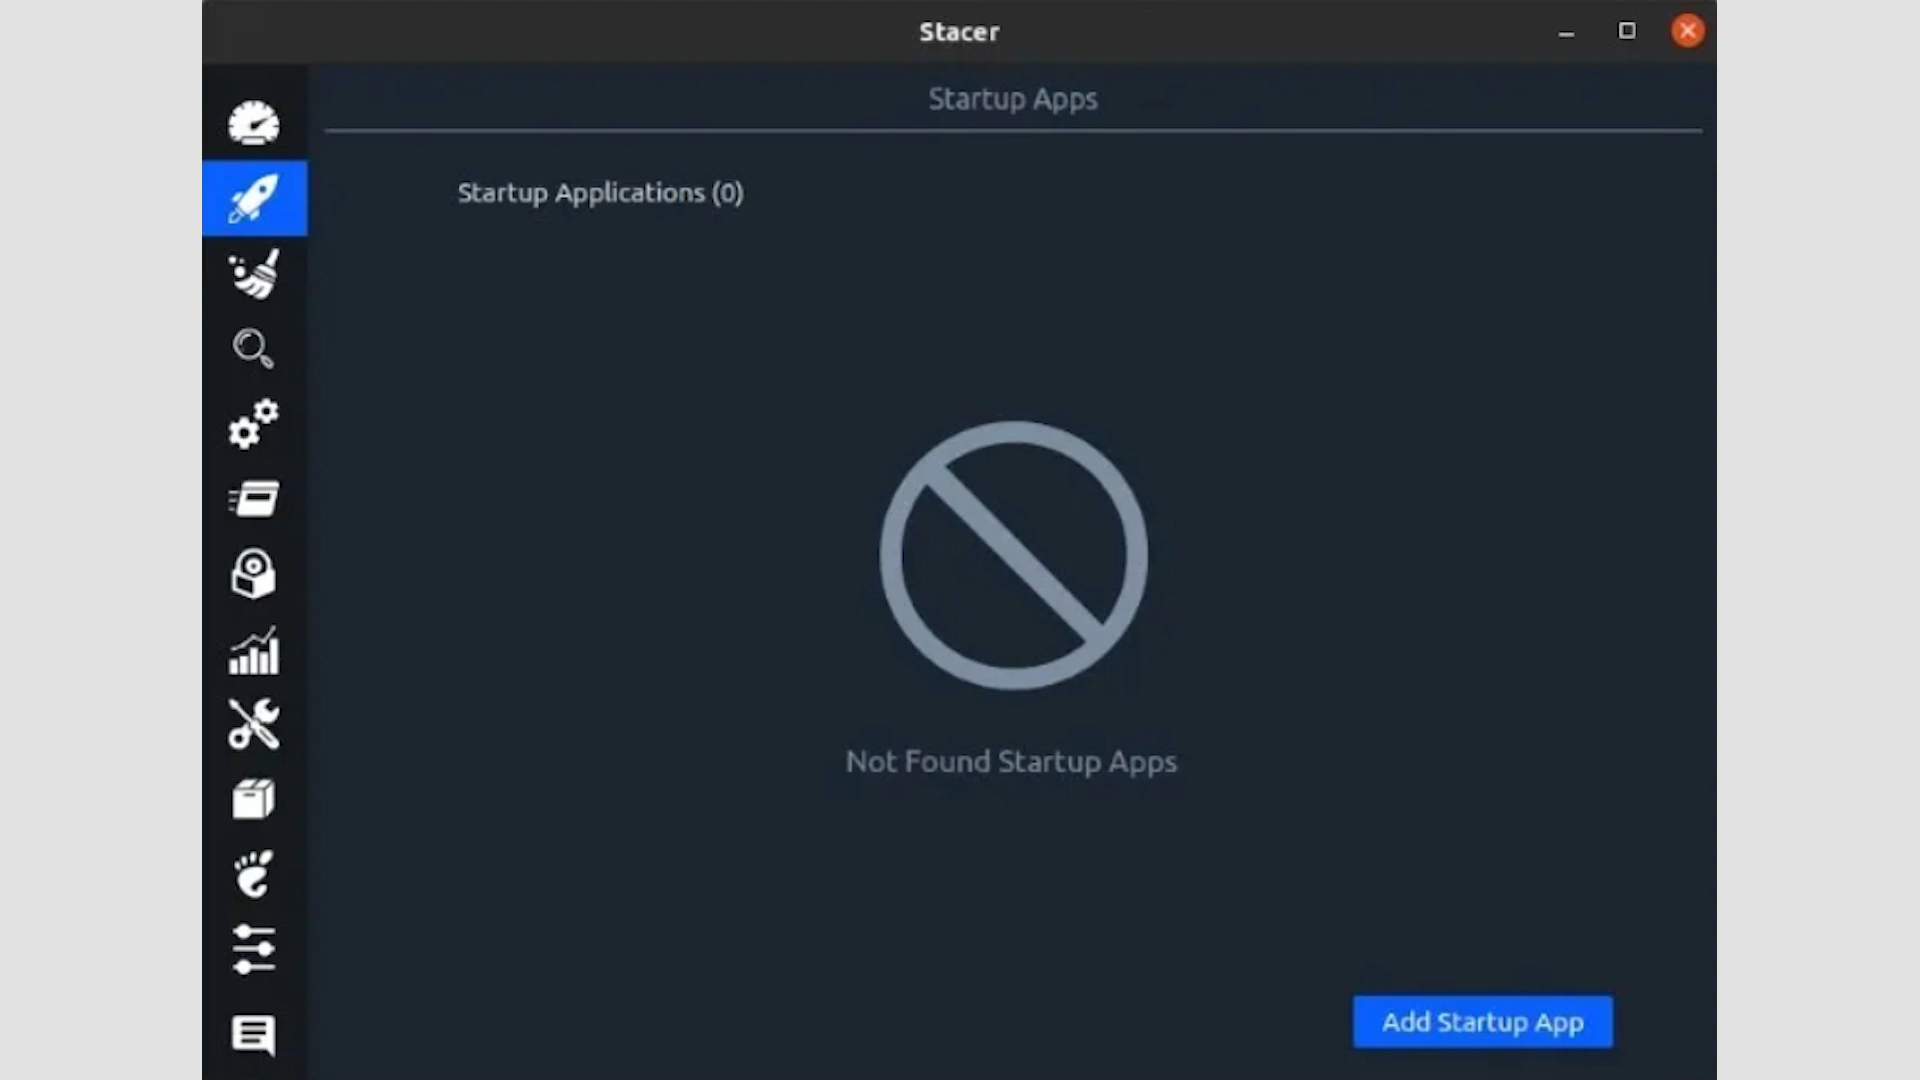 Stacer
Startup Apps
Startup Applications (0)
Not Found Startup Apps
Add Startup App